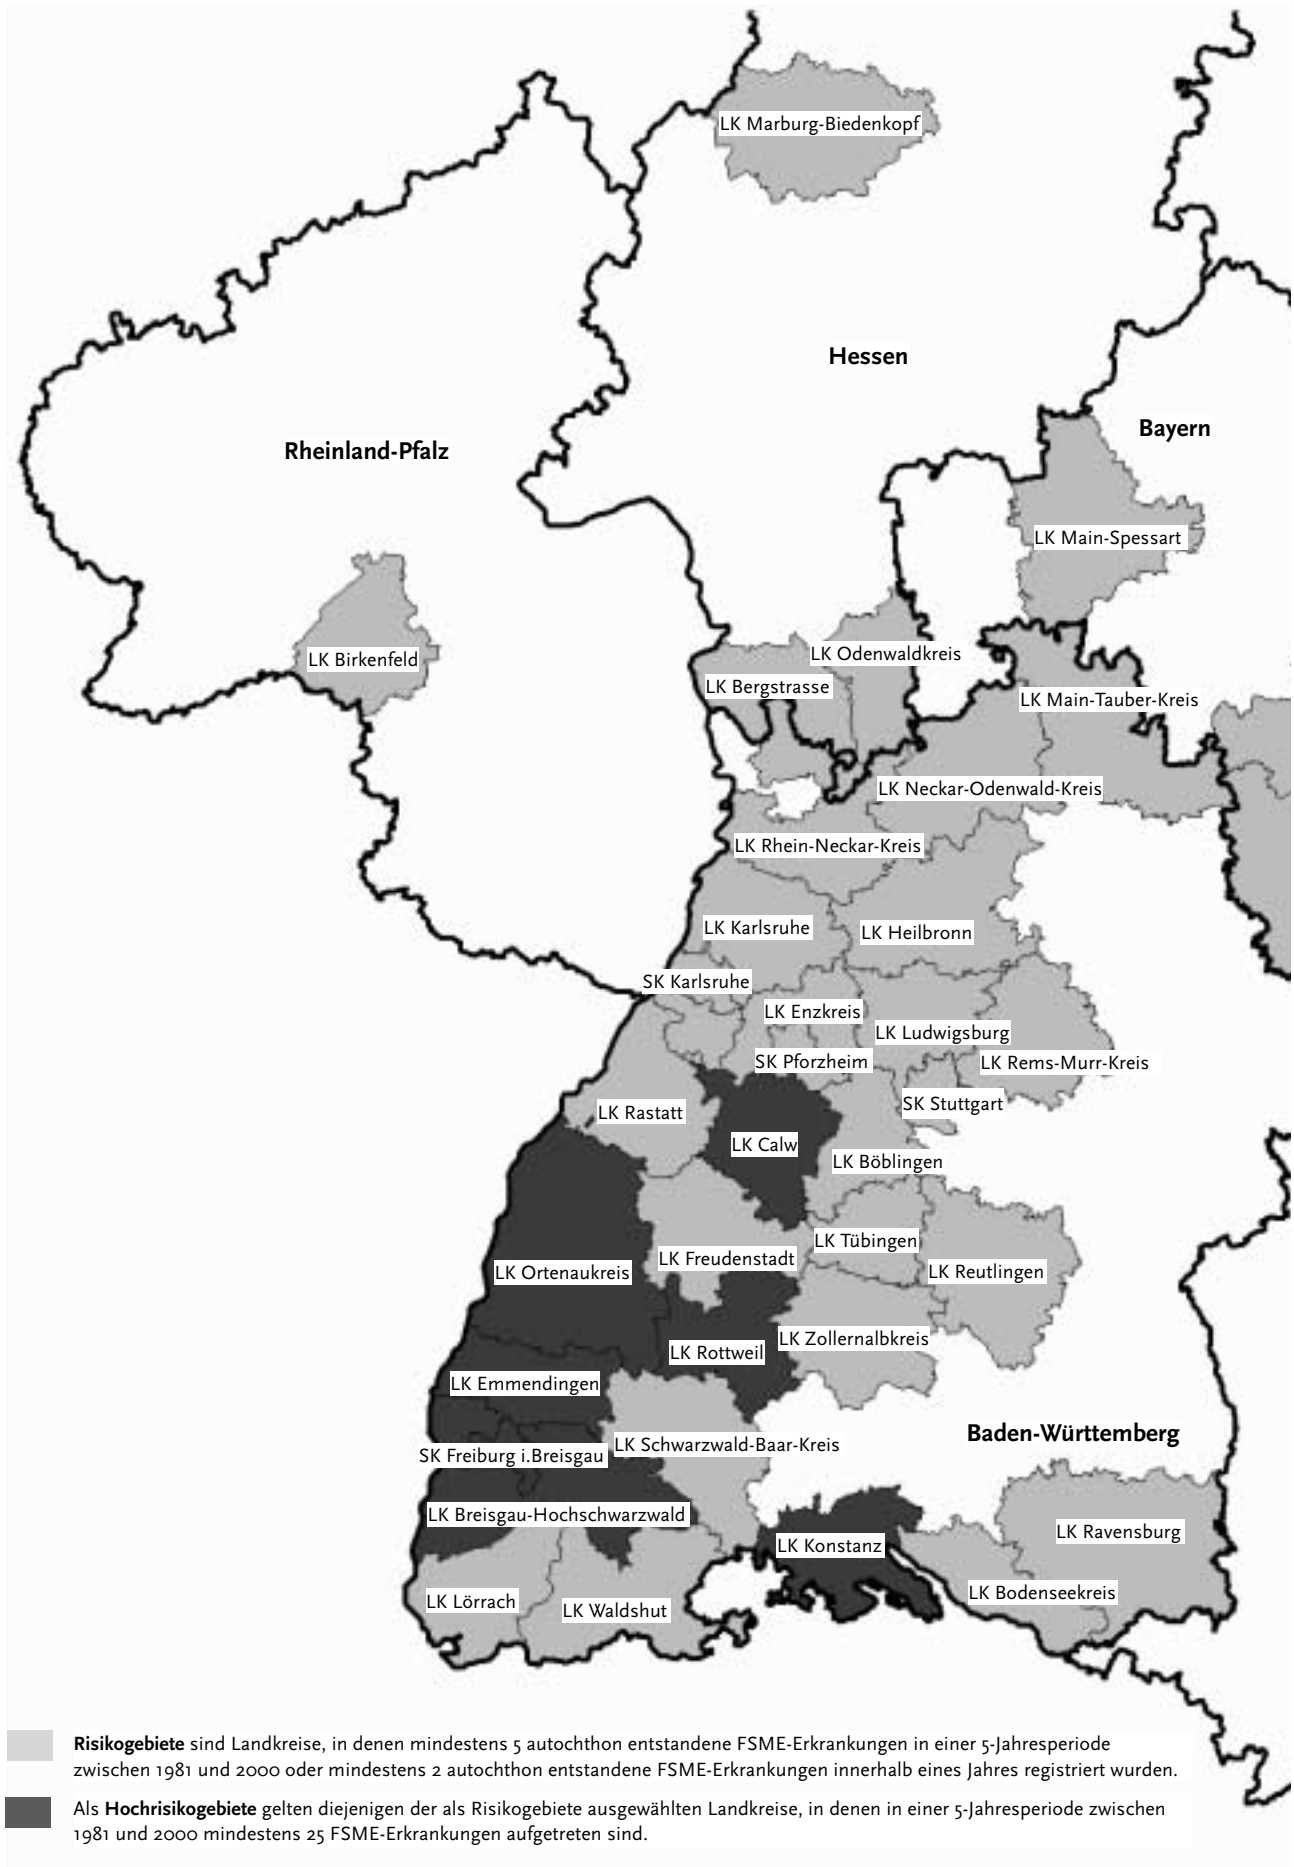 LK Marburg-Biedenkopf
Hessen
Bayern
Rheinland-Pfalz
LK Main-Spessart
LK Odenwaldkreis
LK Birkenfeld
LK Bergstrasse
LK Main-Tauber-Kreis
LK Neckar-Odenwald-Kreis
LK Rhein-Neckar-Kreis
LK Karlsruhe
LK Heilbronn
SK Karlsruhe
LK Enzkreis
LK Ludwigsburg
SK Pforzheim
LK Rems-Murr-Kreis
SK Stuttgart
LK Rastatt
LK Calw
LK Böblingen
LK Tübingen
LK Freudenstadt
LK Ortenaukreis
LK Reutlingen
LK Zollernalbkreis
LK Rottweil
LK Emmendingen
Baden-Württemberg
LK Schwarzwald-Baar-Kreis
SK Freiburg i.Breisgau
LK Breisgau-Hochschwarzwald
LK Ravensburg
LK Konstanz
LK Bodenseekreis
LK Lörrach
LK Waldshut
Risikogebiete sind Landkreise, in denen mindestens 5 autochthon entstandene FSME-Erkrankungen in einer 5-Jahresperiode
zwischen 1981 und 2000 oder mindestens 2 autochthon entstandene FSME-Erkrankungen innerhalb eines Jahres registriert wurden.
Als Hochrisikogebiete gelten diejenigen der als Risikogebiete ausgewählten Landkreise, in denen in einer 5-Jahresperiode zwischen
1981 und 2000 mindestens 25 FSME-Erkrankungen aufgetreten sind.